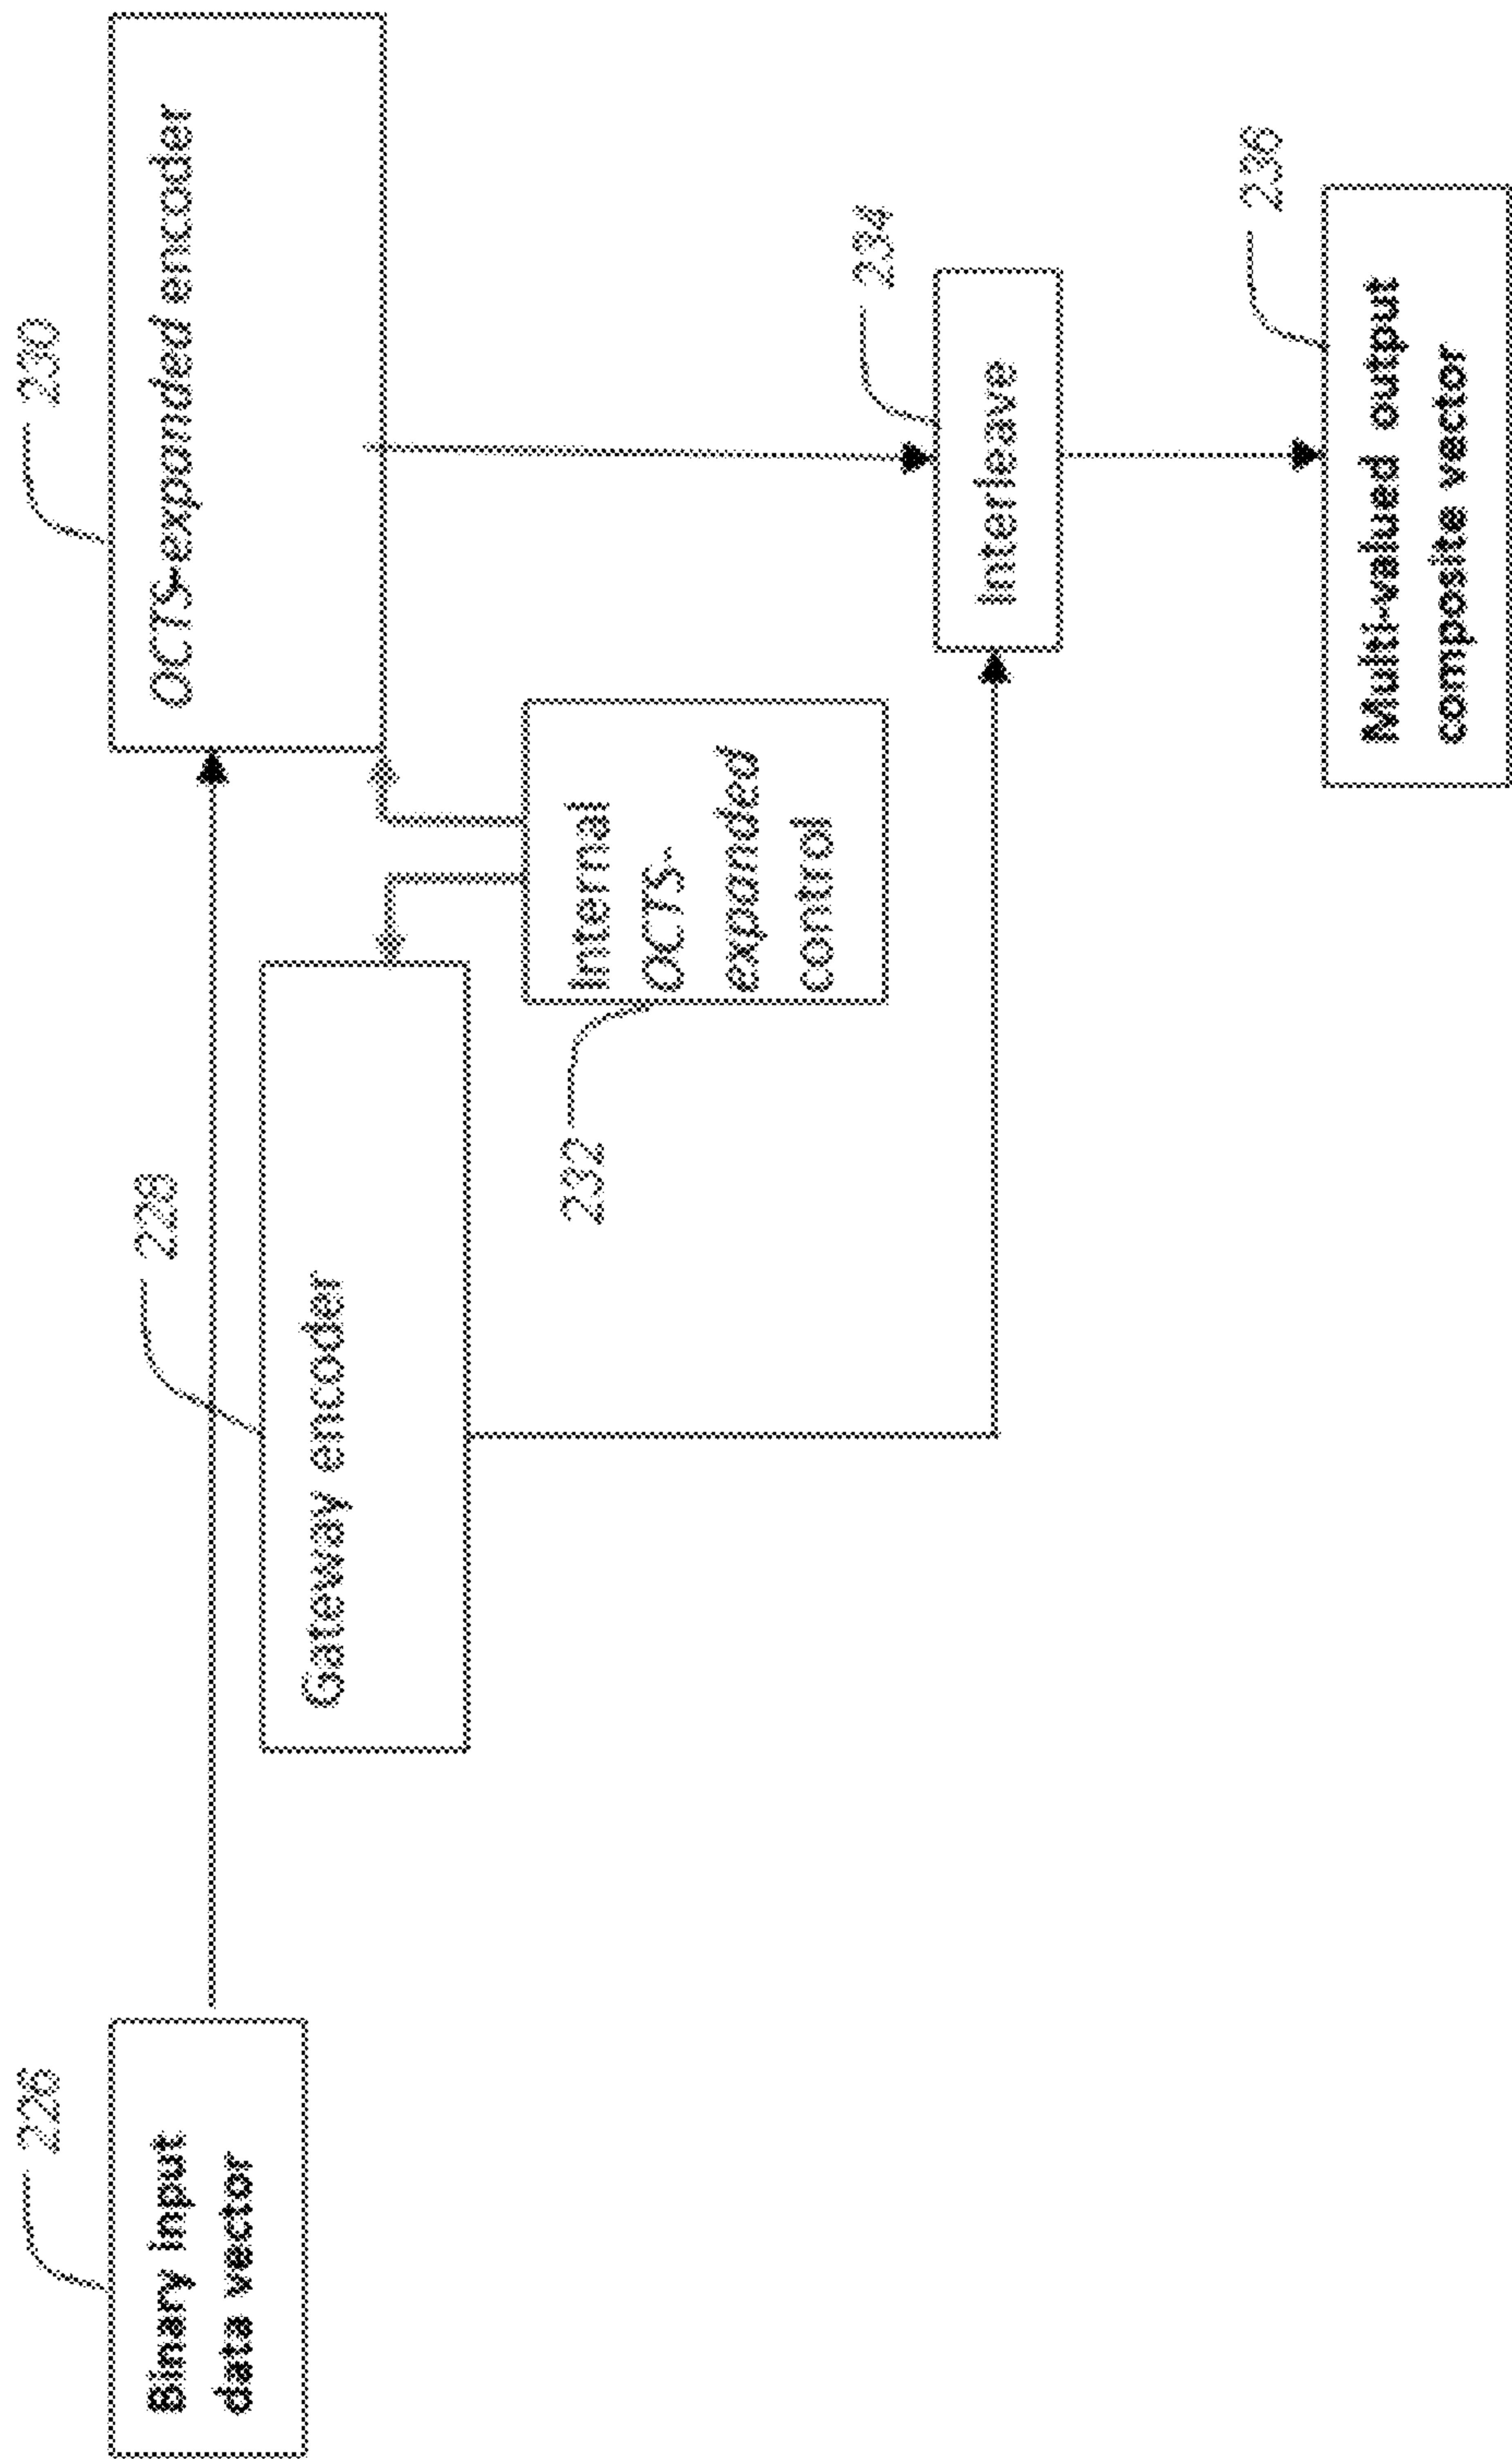 226
Binary input
data vector
228
Gateway encoder
230
OCTS-expanded encoder
232
Internal
OCTS-
expanded
control
234
Interleave
236
Multi-valued output
composite vactor